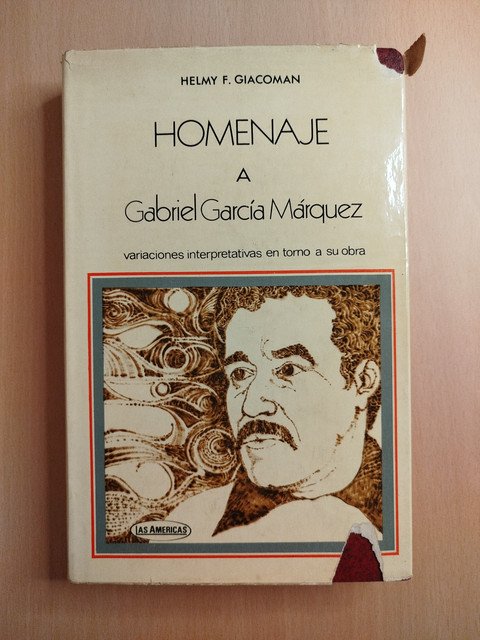 HELMY F. GIACOMAN
HOMENAJE
A
Gabriel García Márquez
variaciones interpretativas en torno a su obra
LAS AMERICAS